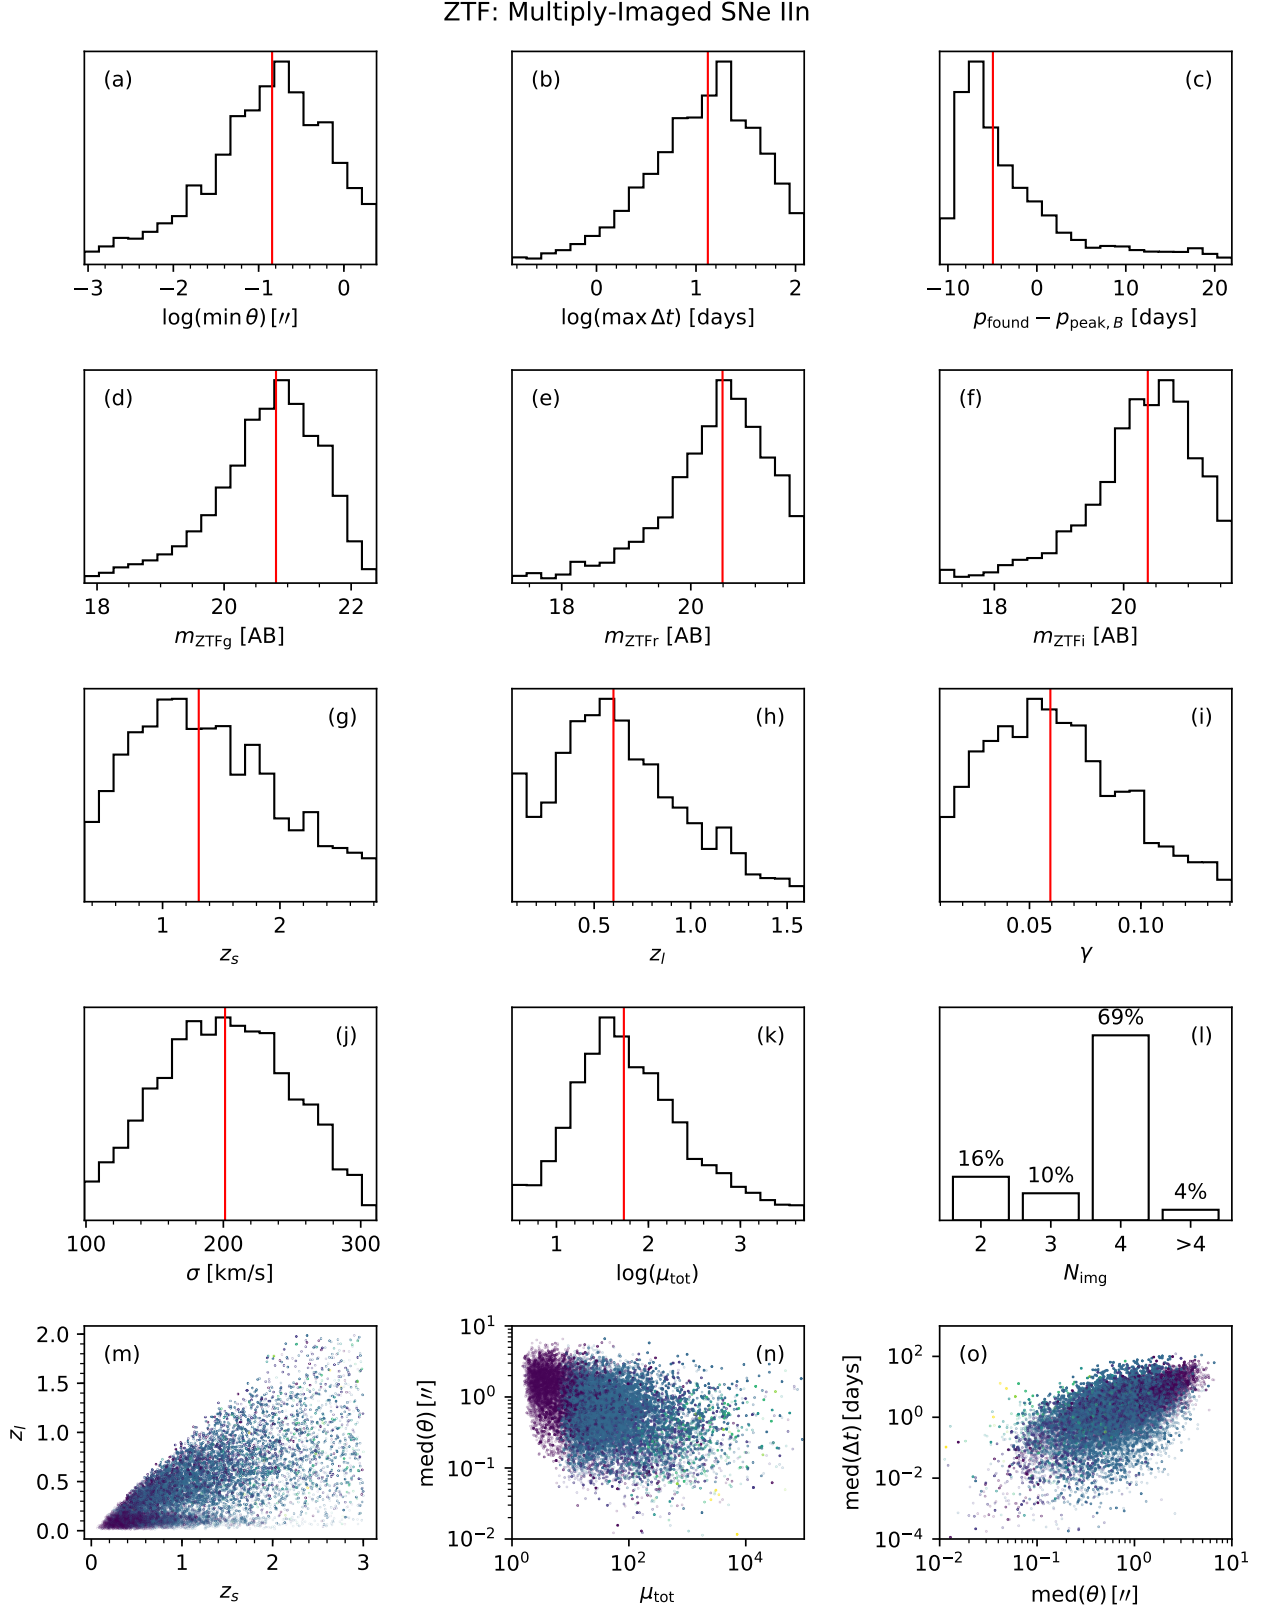 ZTF: Multiply-Imaged SNe IIn
(a)
(b)
(c)
−3 −2 −1 0
0 1 2
−10 0 10 20
log(min θ) [″]
log(max Δt) [days]
p_found − p_peak, B [days]
(d)
(e)
(f)
18 20 22
18 20
18 20
m_ZTFg [AB]
m_ZTFr [AB]
m_ZTFi [AB]
(g)
(h)
(i)
1 2
0.5 1.0 1.5
0.05 0.10
z_s
z_l
γ
(j)
(k)
69% (l)
16%
10%
4%
100 200 300
1 2 3
2 3 4 >4
σ [km/s]
log(μ_tot)
N_img
2.0
1.5
1.0
0.5
0.0
z_l
(m)
0 1 2 3
z_s
10^1
10^0
10^−1
10^−2
med(θ) [″]
(n)
10^0 10^2 10^4
μ_tot
10^2
10^0
10^−2
10^−4
med(Δt) [days]
(o)
10^−2 10^−1 10^0 10^1
med(θ) [″]